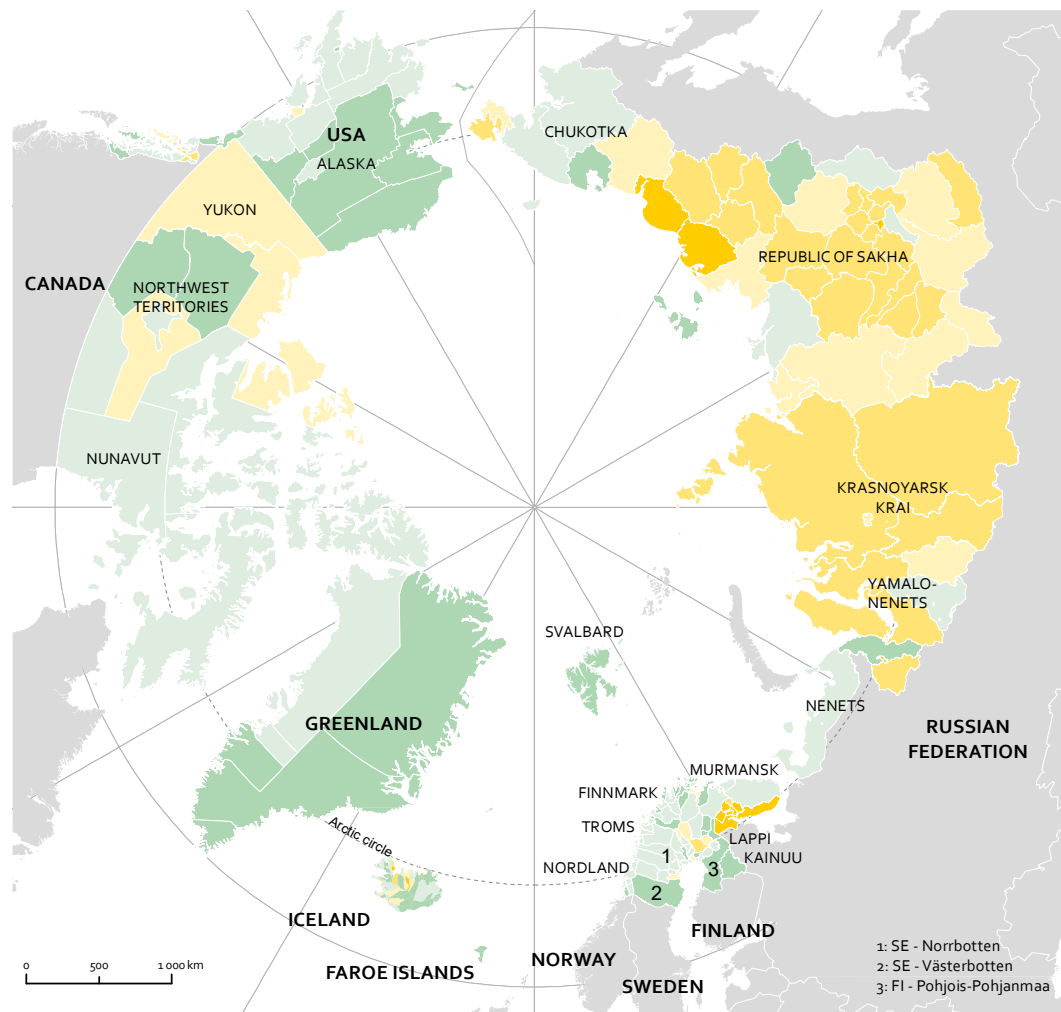 USA
ALASKA
CHUKOTKA
YUKON
REPUBLIC OF SAKHA
CANADA
NORTHWEST
TERRITORIES
NUNAVUT
KRASNOYARSK
KRAI
YAMALO-
NENETS
SVALBARD
GREENLAND
NENETS
RUSSIAN
FEDERATION
MURMANSK
FINNMARK
TROMS
Arctic circle
LAPPI
KAINUU
1
NORDLAND
3
2
ICELAND
FINLAND
NORWAY
FAROE ISLANDS
SWEDEN
0 500 1 000 km
1: SE - Norrbotten
2: SE - Västerbotten
3: FI - Pohjois-Pohjanmaa